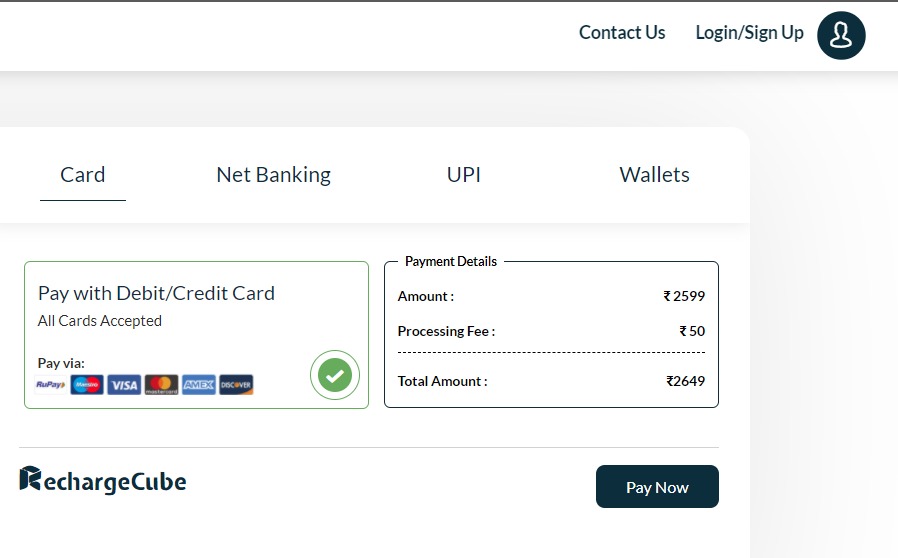 Contact Us Login/Sign Up
Card Net Banking UPI Wallets
Pay with Debit/Credit Card
All Cards Accepted
Pay via:
RuPay Maestro VISA mastercard AMEX DISCOVER
Payment Details
Amount : ₹ 2599
Processing Fee : ₹ 50
Total Amount : ₹2649
RechargeCube
Pay Now